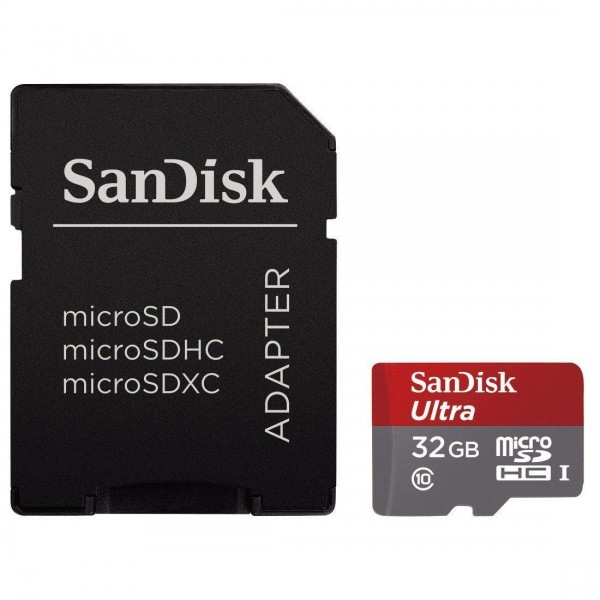 SanDisk
microSD
microSDHC
microSDXC
ADAPTER
SanDisk
Ultra
32GB
micro
SD
HC I
10